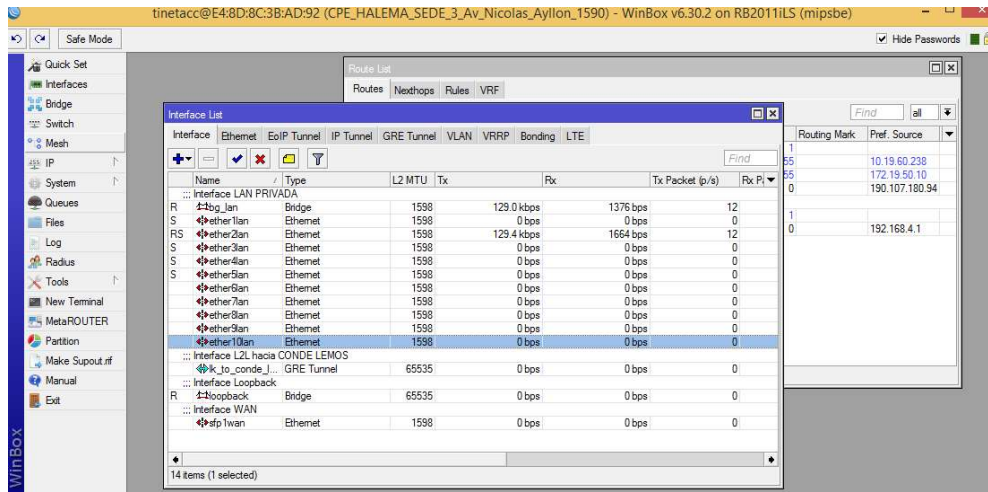 tinetacc@E4:8D:8C:3B:AD:92 (CPE_HALEMA_SEDE_3_Av_Nicolas_Ayllon_1590) - WinBox v6.30.2 on RB2011iLS (mipsbe)
Safe Mode
Hide Passwords
Quick Set
Interfaces
Bridge
Switch
Mesh
IP
System
Queues
Files
Log
Radius
Tools
New Terminal
MetaROUTER
Partition
Make Supout.rif
Manual
Exit
WinBox
Route List
Routes Nexthops Rules VRF
Find all
Routing Mark Pref. Source
1
55 10.19.60.238
55 172.19.50.10
0 190.107.180.94
1
0 192.168.4.1
Interface List
Interface Ethernet EoIP Tunnel IP Tunnel GRE Tunnel VLAN VRRP Bonding LTE
Find
Name / Type L2 MTU Tx Rx Tx Packet (p/s)
::: Interface LAN PRIVADA
R bg_lan Bridge 1598 129.0 kbps 1376 bps 12
S ether1lan Ethernet 1598 0 bps 0 bps 0
RS ether2lan Ethernet 1598 129.4 kbps 1664 bps 12
S ether3lan Ethernet 1598 0 bps 0 bps 0
S ether4lan Ethernet 1598 0 bps 0 bps 0
S ether5lan Ethernet 1598 0 bps 0 bps 0
ether6lan Ethernet 1598 0 bps 0 bps 0
ether7lan Ethernet 1598 0 bps 0 bps 0
ether8lan Ethernet 1598 0 bps 0 bps 0
ether9lan Ethernet 1598 0 bps 0 bps 0
ether10lan Ethernet 1598 0 bps 0 bps 0
::: Interface L2L hacia CONDE LEMOS
lk_to_conde_l... GRE Tunnel 65535 0 bps 0 bps 0
::: Interface Loopback
R loopback Bridge 65535 0 bps 0 bps 0
::: Interface WAN
sfp1wan Ethernet 1598 0 bps 0 bps 0
14 items (1 selected)